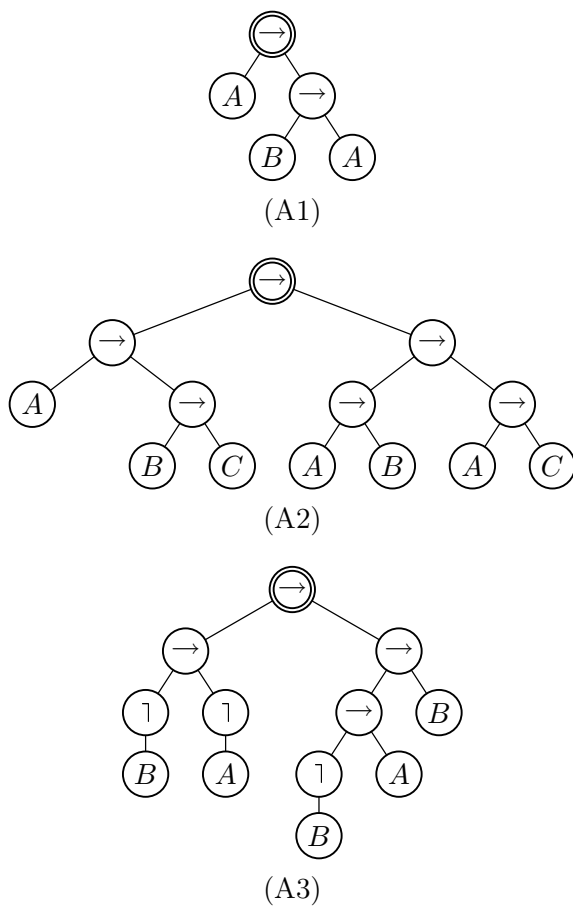 →
A →
B A
(A1)
→
→ →
A → → →
B C A B A C
(A2)
→
→ →
˥ ˥ → B
B A ˥ A
B
(A3)